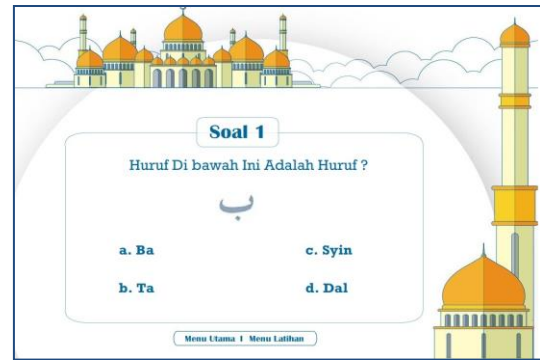 Soal 1
Huruf Di bawah Ini Adalah Huruf ?
ب
a. Ba
c. Syin
b. Ta
d. Dal
Menu Utama I Menu Latihan